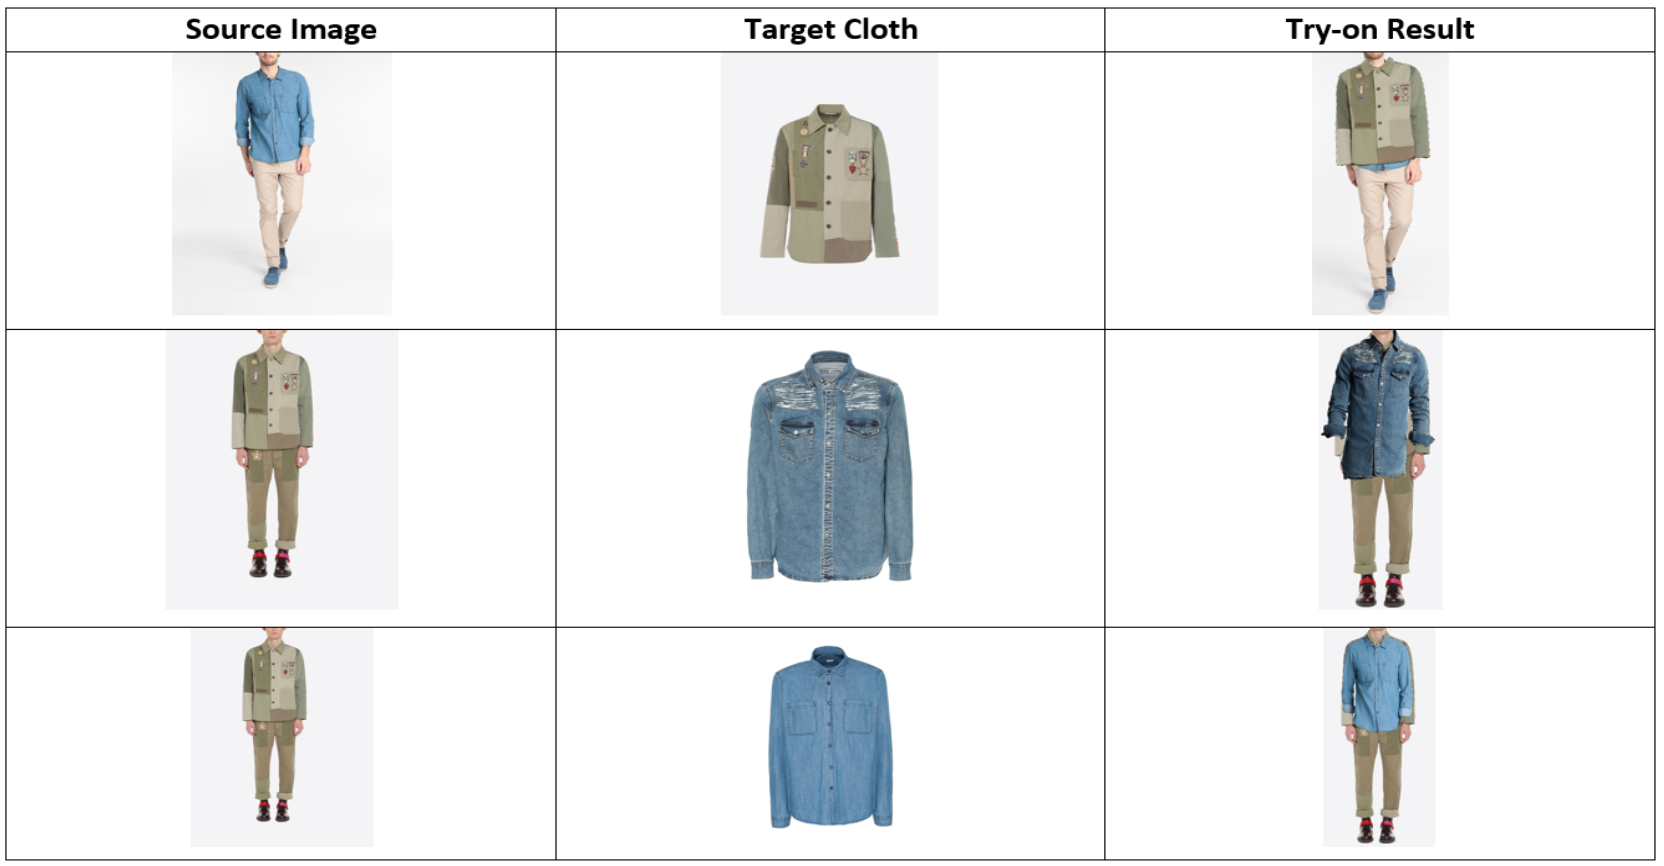 Source Image
Target Cloth
Try-on Result